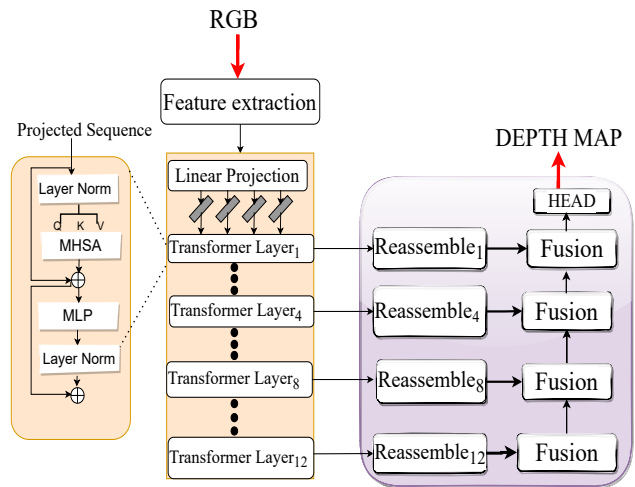 RGB
Feature extraction
Projected Sequence
Layer Norm
Q K V
MHSA
MLP
Layer Norm
Linear Projection
Transformer Layer1
Transformer Layer4
Transformer Layer8
Transformer Layer12
DEPTH MAP
HEAD
Reassemble1
Fusion
Reassemble4
Fusion
Reassemble8
Fusion
Reassemble12
Fusion